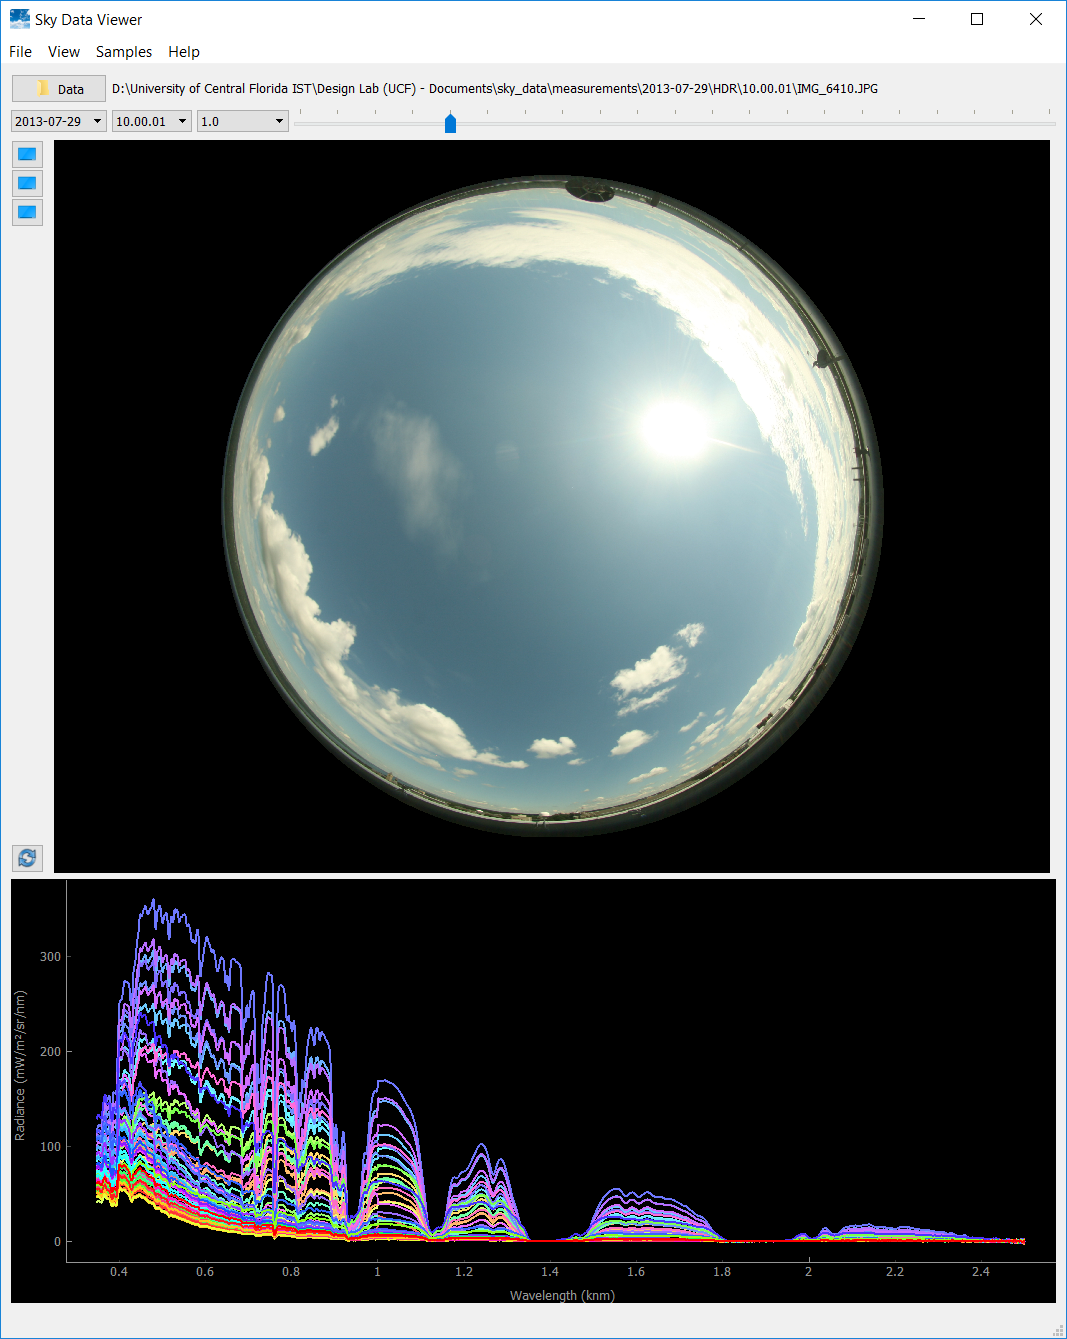 Sky Data Viewer
File View Samples Help
Data D:\University of Central Florida IST\Design Lab (UCF) - Documents\sky_data\measurements\2013-07-29\HDR\10.00.01\IMG_6410.JPG
2013-07-29 10.00.01 1.0
Radiance (mW/m²/sr/nm)
300
200
100
0
0.4 0.6 0.8 1 1.2 1.4 1.6 1.8 2 2.2 2.4
Wavelength (knm)